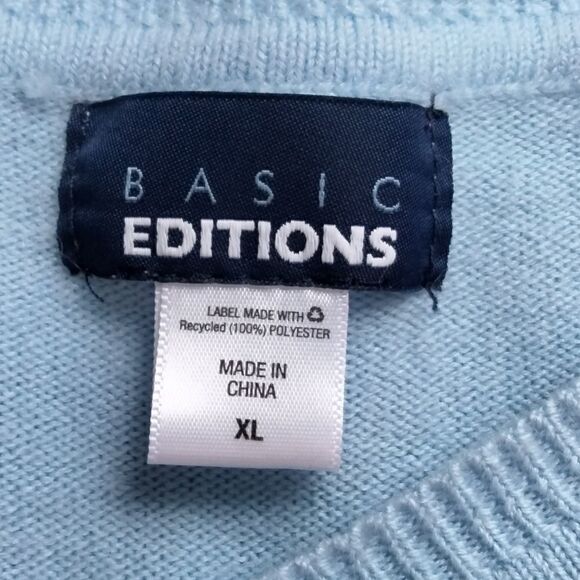 BASIC
EDITIONS
LABEL MADE WITH
Recycled (100%) POLYESTER
MADE IN
CHINA
XL